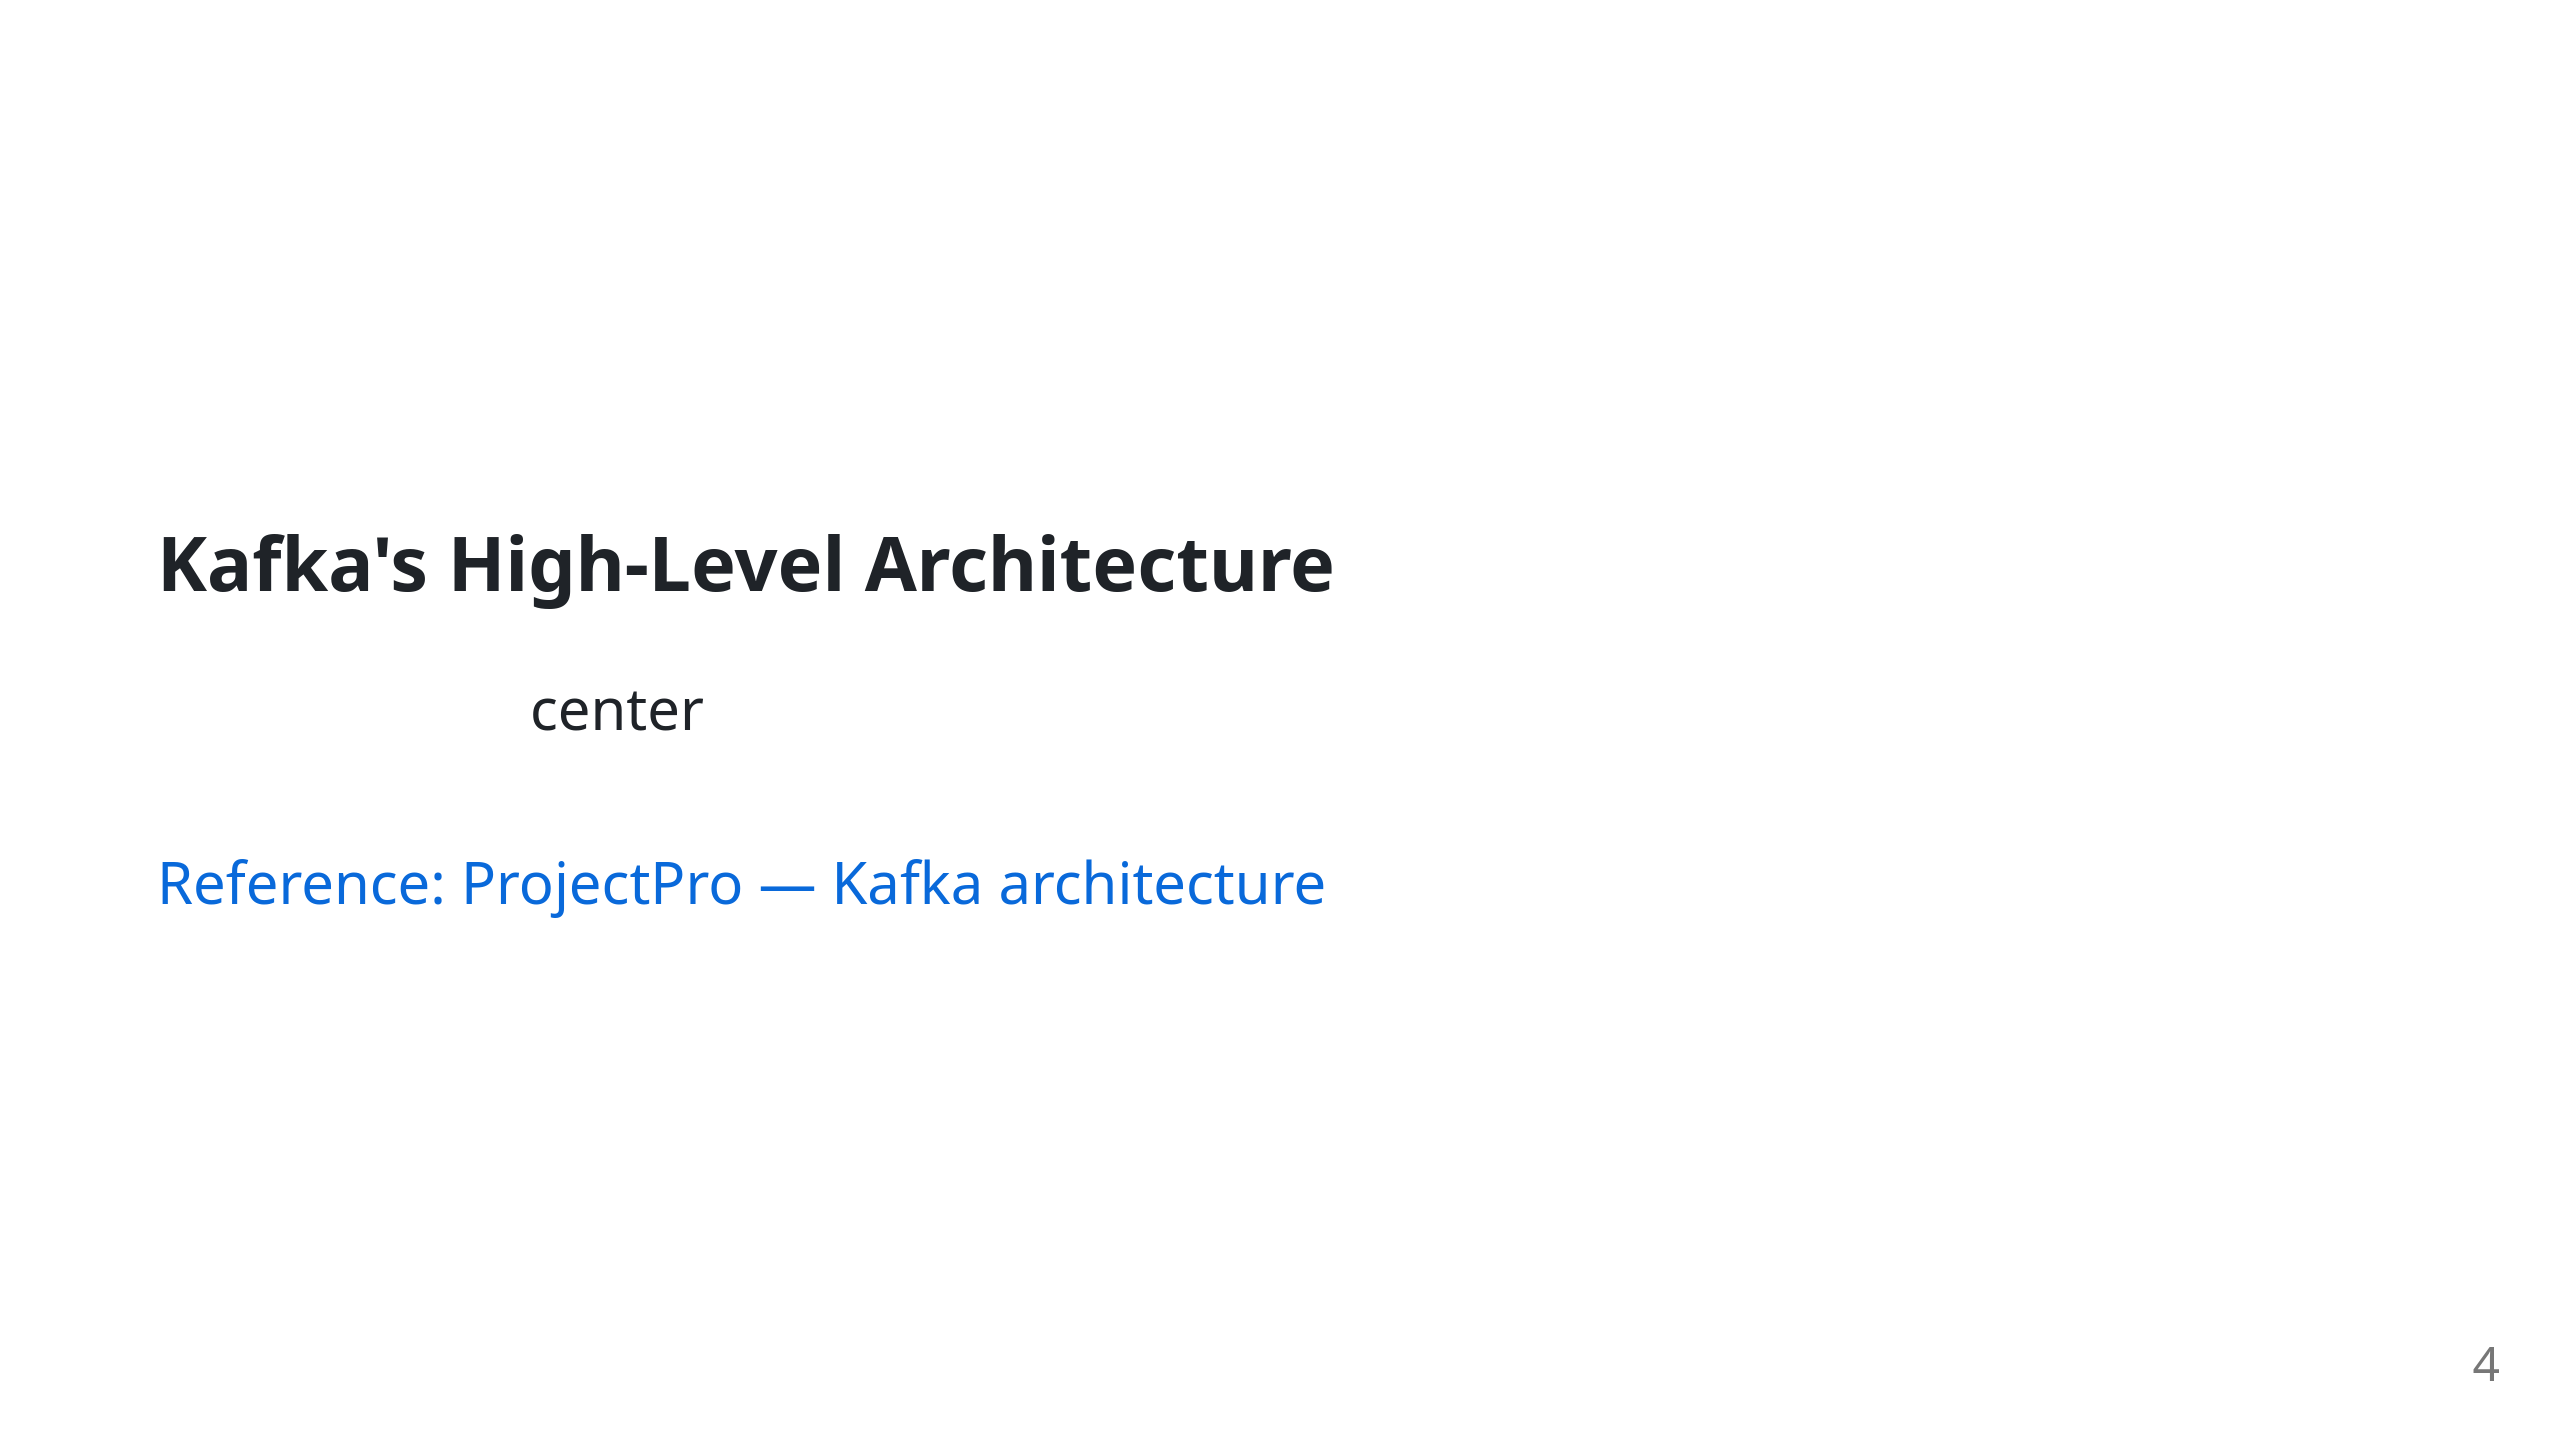 Kafka's High-Level Architecture
center
Reference: ProjectPro — Kafka architecture
4